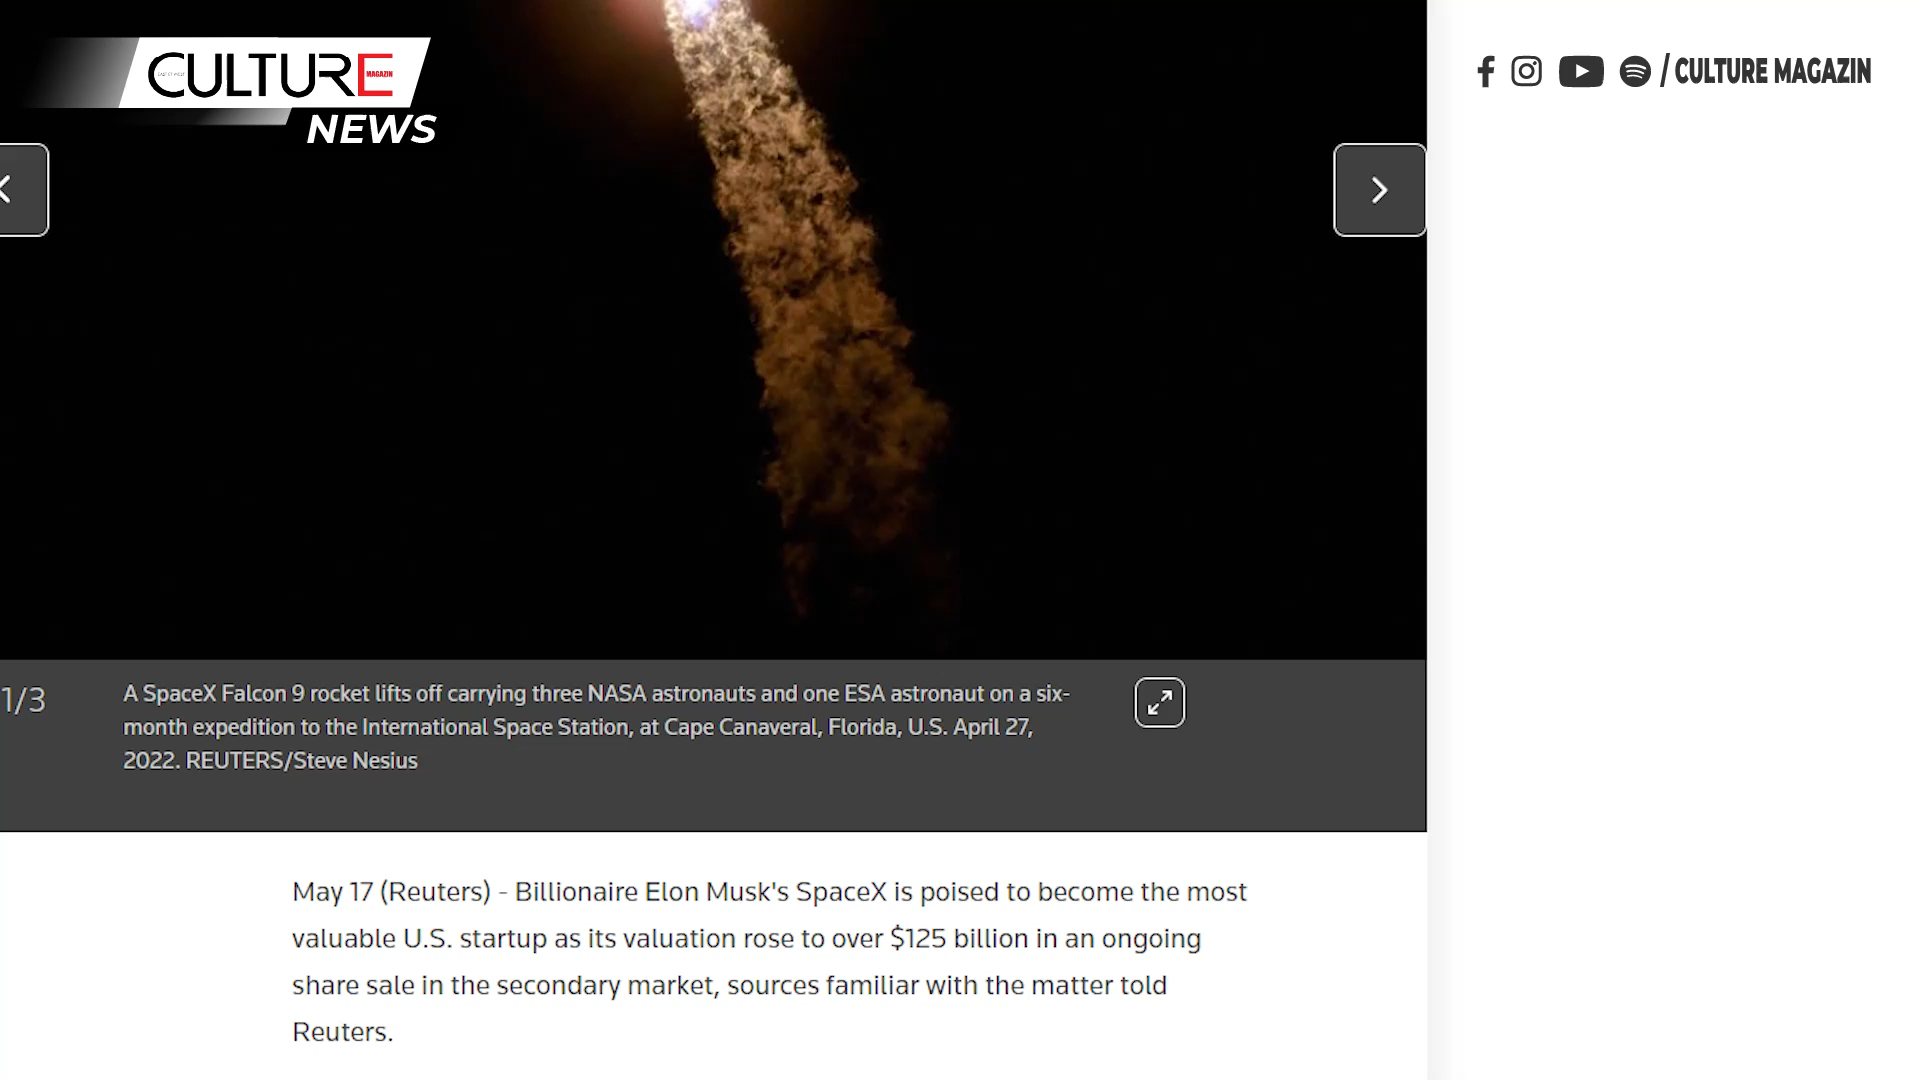 CULTURE
MAGAZIN
NEWS
/ CULTURE MAGAZIN
1/3
A SpaceX Falcon 9 rocket lifts off carrying three NASA astronauts and one ESA astronaut on a six-
month expedition to the International Space Station, at Cape Canaveral, Florida, U.S. April 27,
2022. REUTERS/Steve Nesius
May 17 (Reuters) - Billionaire Elon Musk's SpaceX is poised to become the most
valuable U.S. startup as its valuation rose to over $125 billion in an ongoing
share sale in the secondary market, sources familiar with the matter told
Reuters.